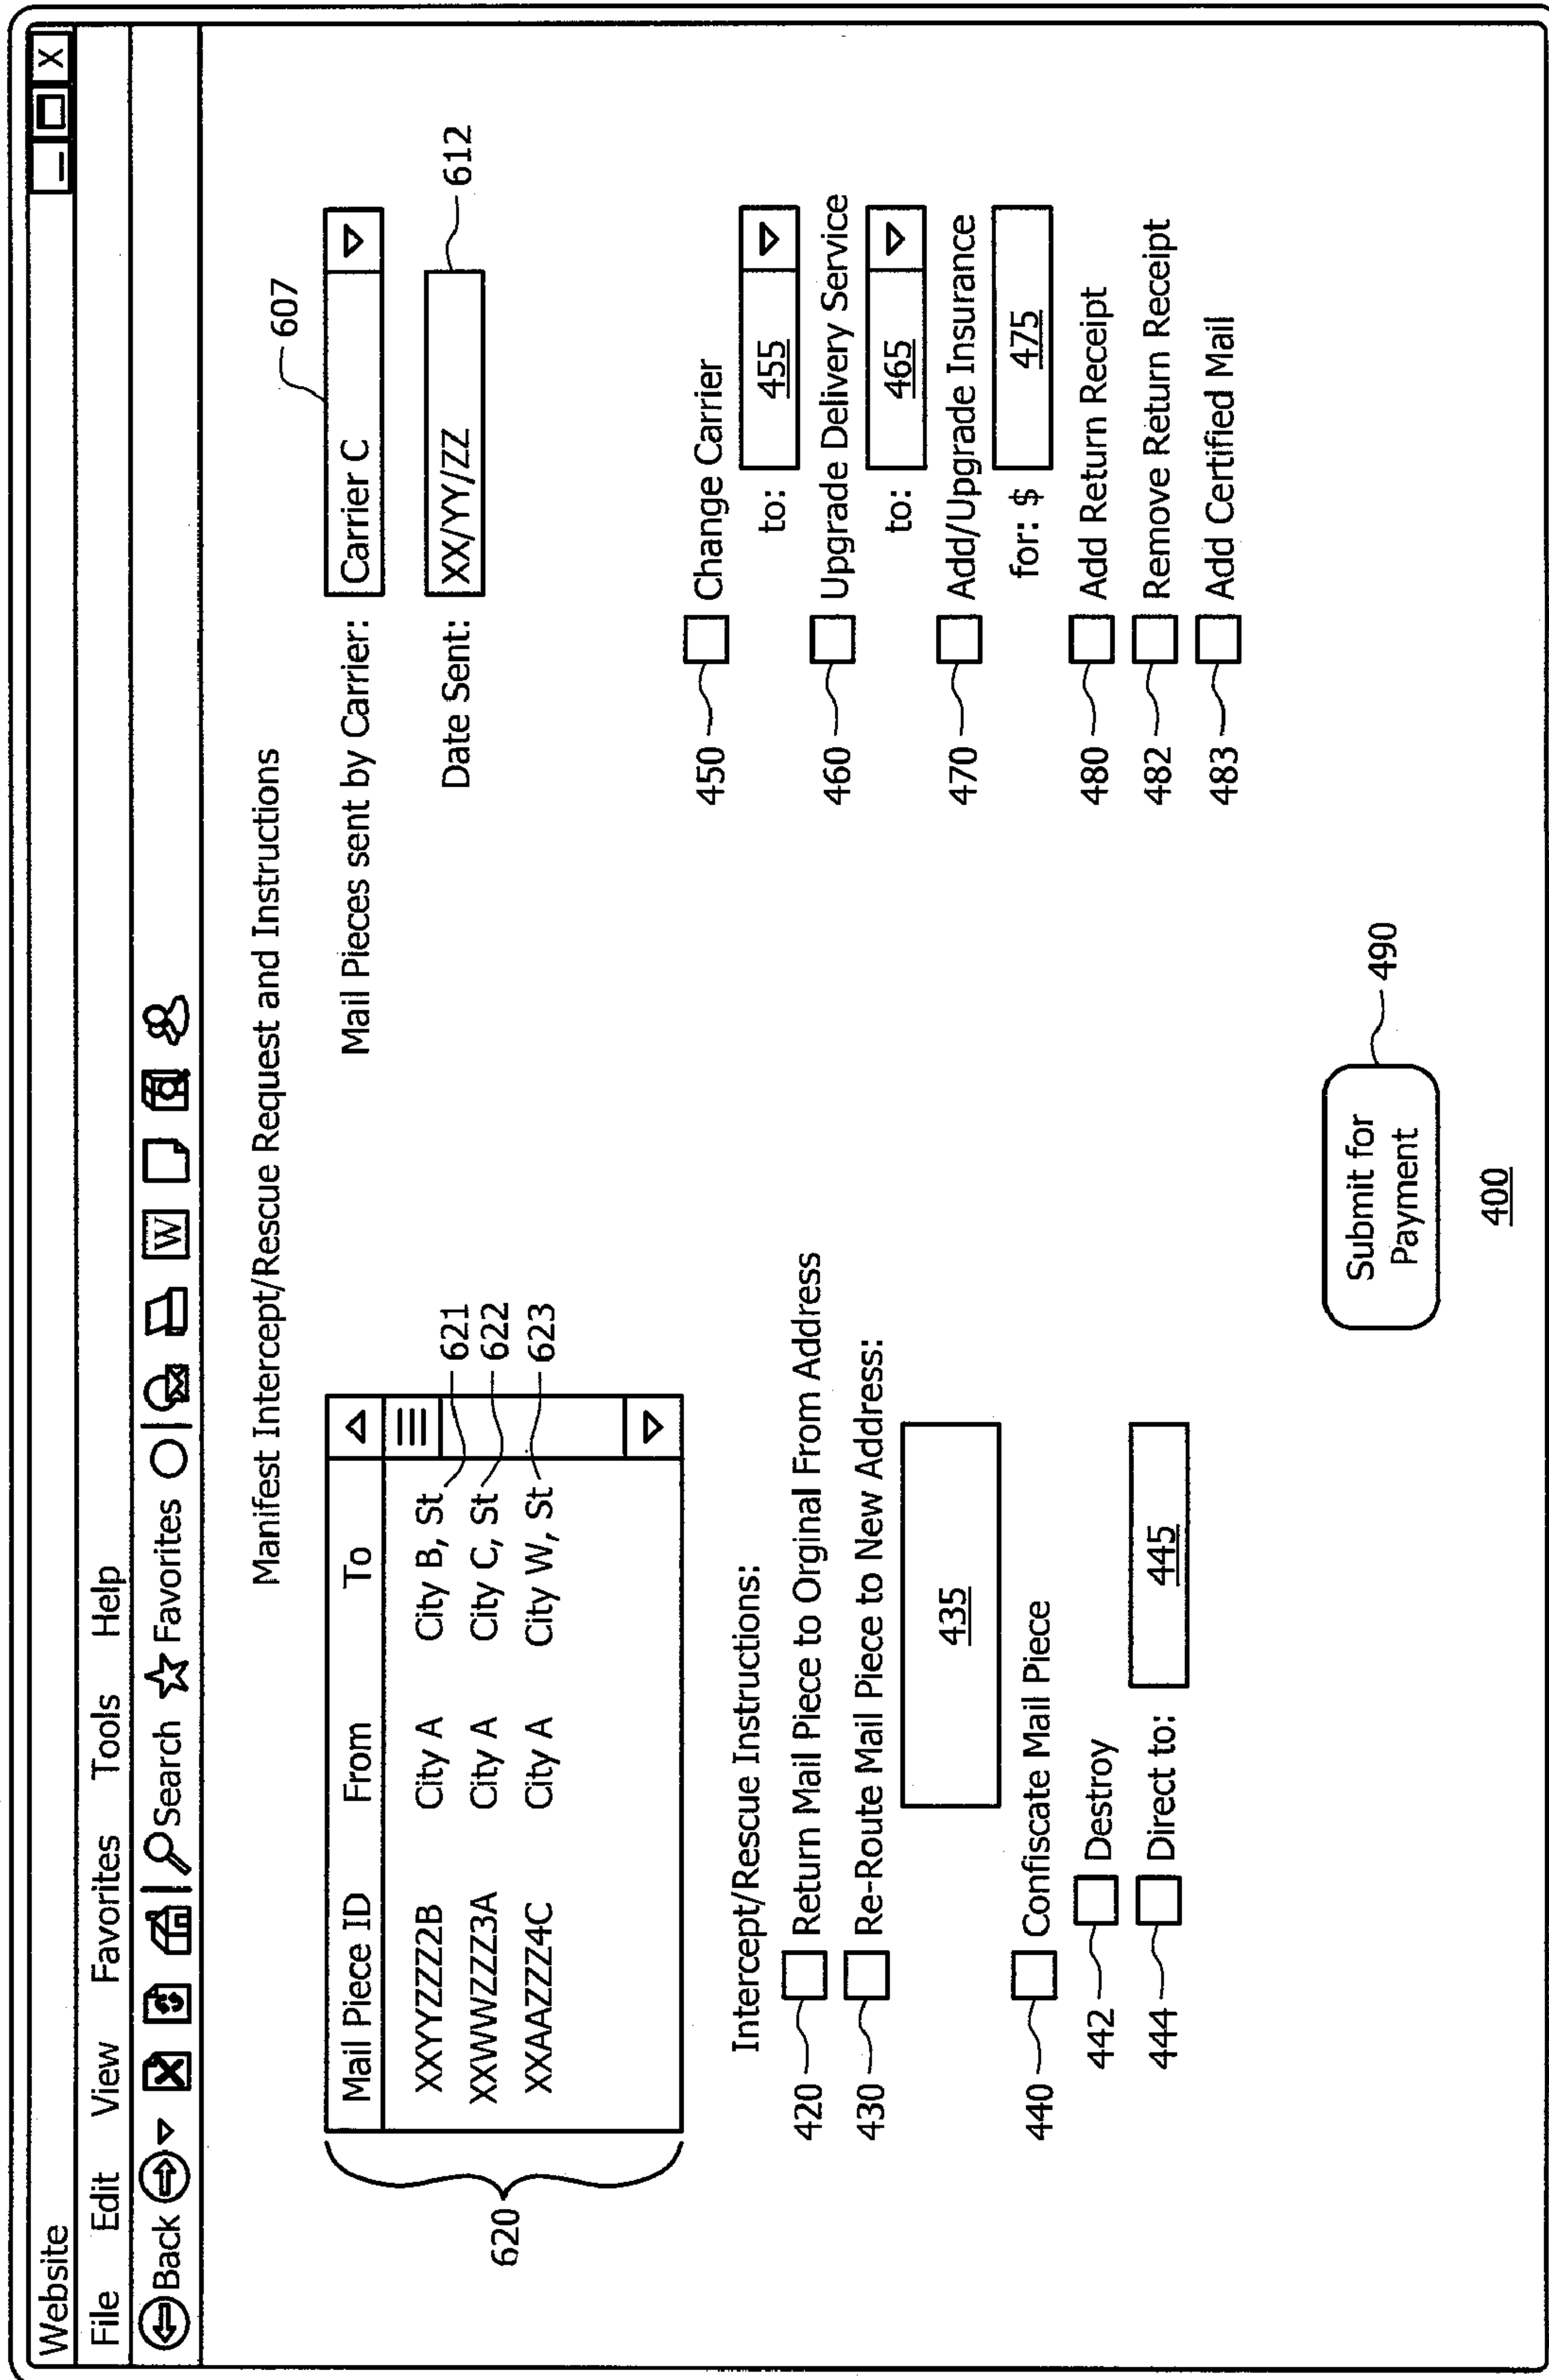 Website
File Edit View Favorites Tools Help
Back Search Favorites W
Manifest Intercept/Rescue Request and Instructions
Mail Piece ID From To
XXYYZZZ2B City A City B, St 621
XXWWZZZ3A City A City C, St 622
XXAAZZZ4C City A City W, St 623
620
Mail Pieces sent by Carrier: Carrier C 607
Date Sent: XX/YY/ZZ 612
Intercept/Rescue Instructions:
420 Return Mail Piece to Orginal From Address
430 Re-Route Mail Piece to New Address:
435
440 Confiscate Mail Piece
442 Destroy
444 Direct to: 445
450 Change Carrier
to: 455
460 Upgrade Delivery Service
to: 465
470 Add/Upgrade Insurance
for: $ 475
480 Add Return Receipt
482 Remove Return Receipt
483 Add Certified Mail
Submit for
Payment
490
400